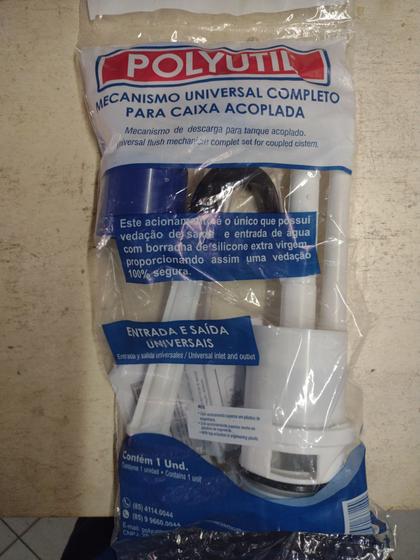 POLYUTIL
MECANISMO UNIVERSAL COMPLETO
PARA CAIXA ACOPLADA
Mecanismo de descarga para tanque acoplado.
Universal flush mechanism complet set for coupled cistern.
Este acionamento é o único que possui
vedação de saída e entrada de água
com borracha de silicone extra virgem,
proporcionando assim uma vedação
100% segura.
ENTRADA E SAÍDA
UNIVERSAIS
Entrada y salida universales / Universal inlet and outlet
Contém 1 Und.
Contiene 1 unidad • Contains 1 unit
(85) 4114.0044
(85) 9 9660.0044
E-mail:
CNPJ: